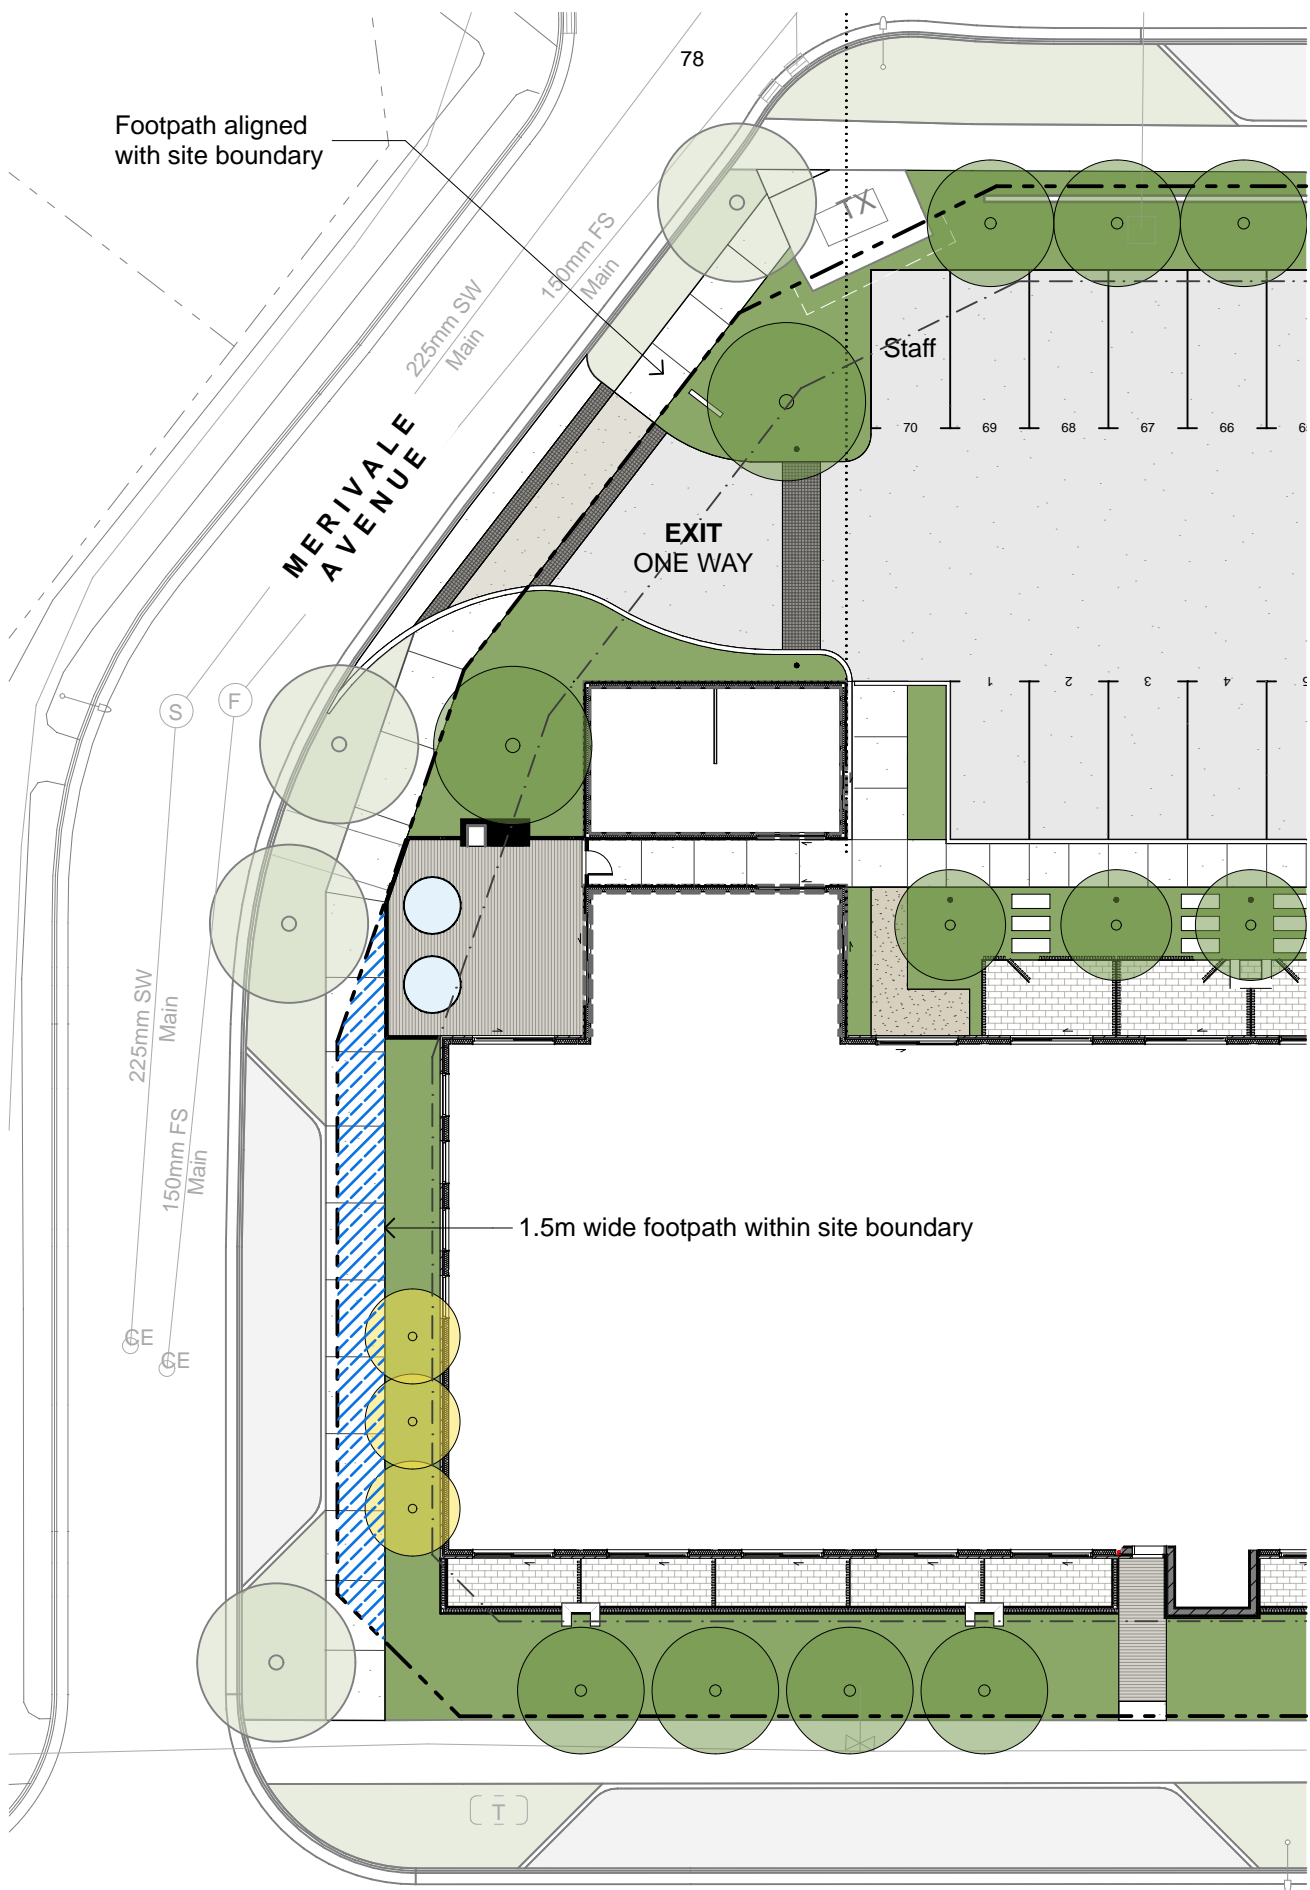 78
Footpath aligned
with site boundary
TX
150mm FS
Main
225mm SW
Main
Staff
70
69
68
67
66
MERIVALE
AVENUE
EXIT
ONE WAY
1
2
3
4
5
S
F
225mm SW
Main
150mm FS
Main
1.5m wide footpath within site boundary
CE
CE
T